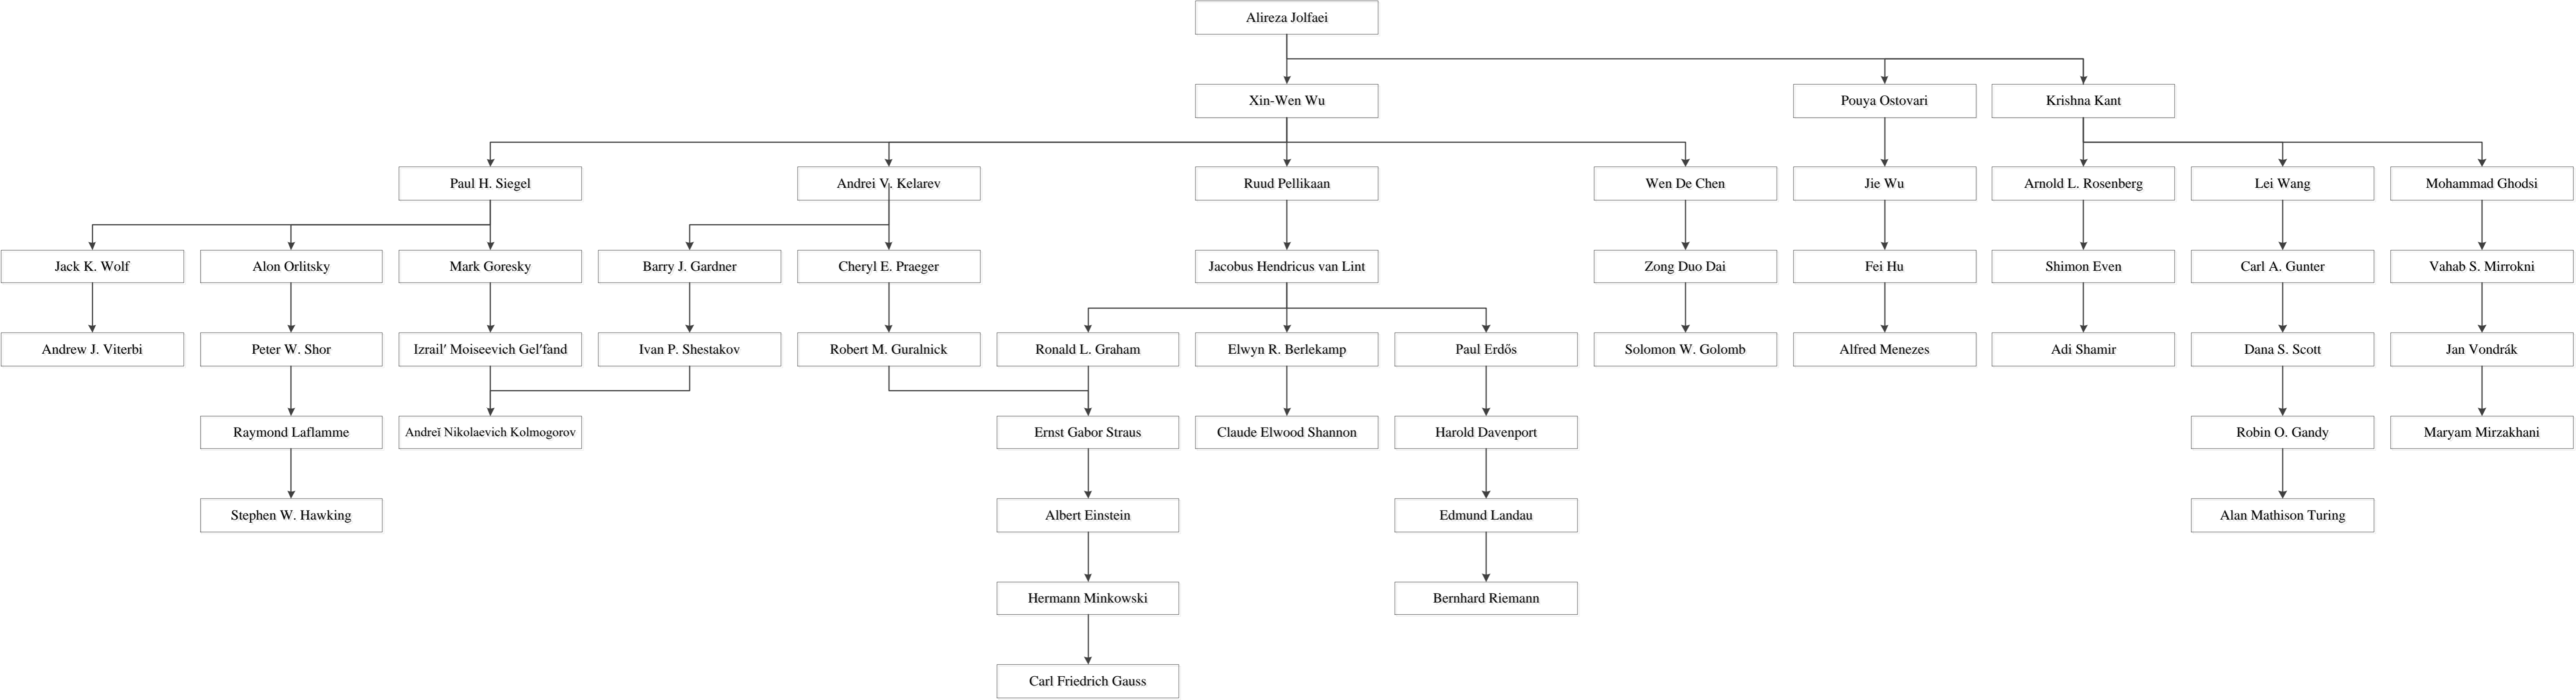 Alireza Jolfaei
Xin-Wen Wu
Pouya Ostovari
Krishna Kant
Paul H. Siegel
Andrei V. Kelarev
Ruud Pellikaan
Wen De Chen
Jie Wu
Arnold L. Rosenberg
Lei Wang
Mohammad Ghodsi
Jack K. Wolf
Alon Orlitsky
Mark Goresky
Barry J. Gardner
Cheryl E. Praeger
Jacobus Hendricus van Lint
Zong Duo Dai
Fei Hu
Shimon Even
Carl A. Gunter
Vahab S. Mirrokni
Andrew J. Viterbi
Peter W. Shor
Izrail′ Moiseevich Gel′fand
Ivan P. Shestakov
Robert M. Guralnick
Ronald L. Graham
Elwyn R. Berlekamp
Paul Erdős
Solomon W. Golomb
Alfred Menezes
Adi Shamir
Dana S. Scott
Jan Vondrák
Raymond Laflamme
Andreĭ Nikolaevich Kolmogorov
Ernst Gabor Straus
Claude Elwood Shannon
Harold Davenport
Robin O. Gandy
Maryam Mirzakhani
Stephen W. Hawking
Albert Einstein
Edmund Landau
Alan Mathison Turing
Hermann Minkowski
Bernhard Riemann
Carl Friedrich Gauss